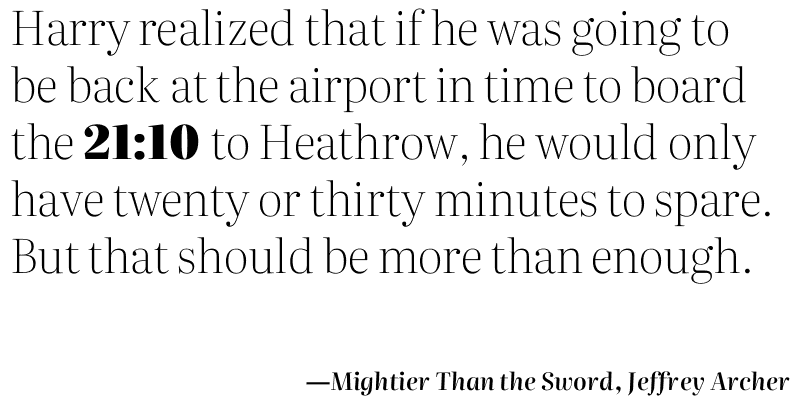 Harry realized that if he was going to
be back at the airport in time to board
the 21:10 to Heathrow, he would only
have twenty or thirty minutes to spare.
But that should be more than enough.
—Mightier Than the Sword, Jeffrey Archer